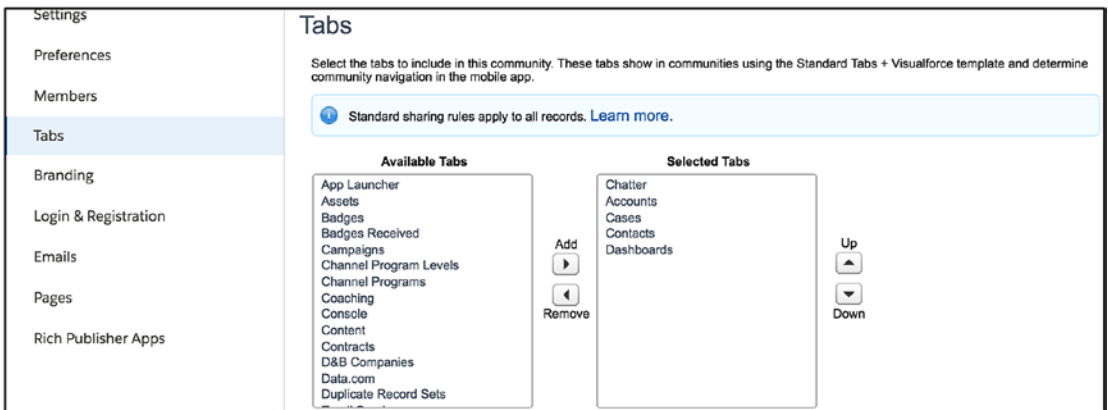 Settings
Preferences
Members
Tabs
Branding
Login & Registration
Emails
Pages
Rich Publisher Apps
Tabs
Select the tabs to include in this community. These tabs show in communities using the Standard Tabs + Visualforce template and determine
community navigation in the mobile app.
Standard sharing rules apply to all records. Learn more.
Available Tabs
App Launcher
Assets
Badges
Badges Received
Campaigns
Channel Program Levels
Channel Programs
Coaching
Console
Content
Contracts
D&B Companies
Data.com
Duplicate Record Sets
Add
Remove
Selected Tabs
Chatter
Accounts
Cases
Contacts
Dashboards
Up
Down